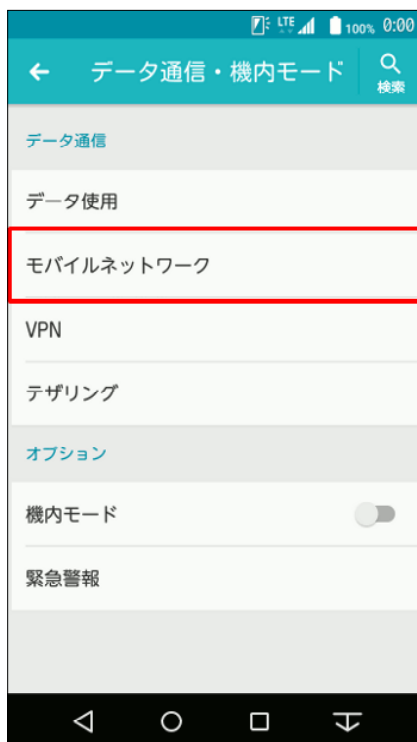 LTE 100% 0:00
データ通信・機内モード 検索
データ通信
データ使用
モバイルネットワーク
VPN
テザリング
オプション
機内モード
緊急警報